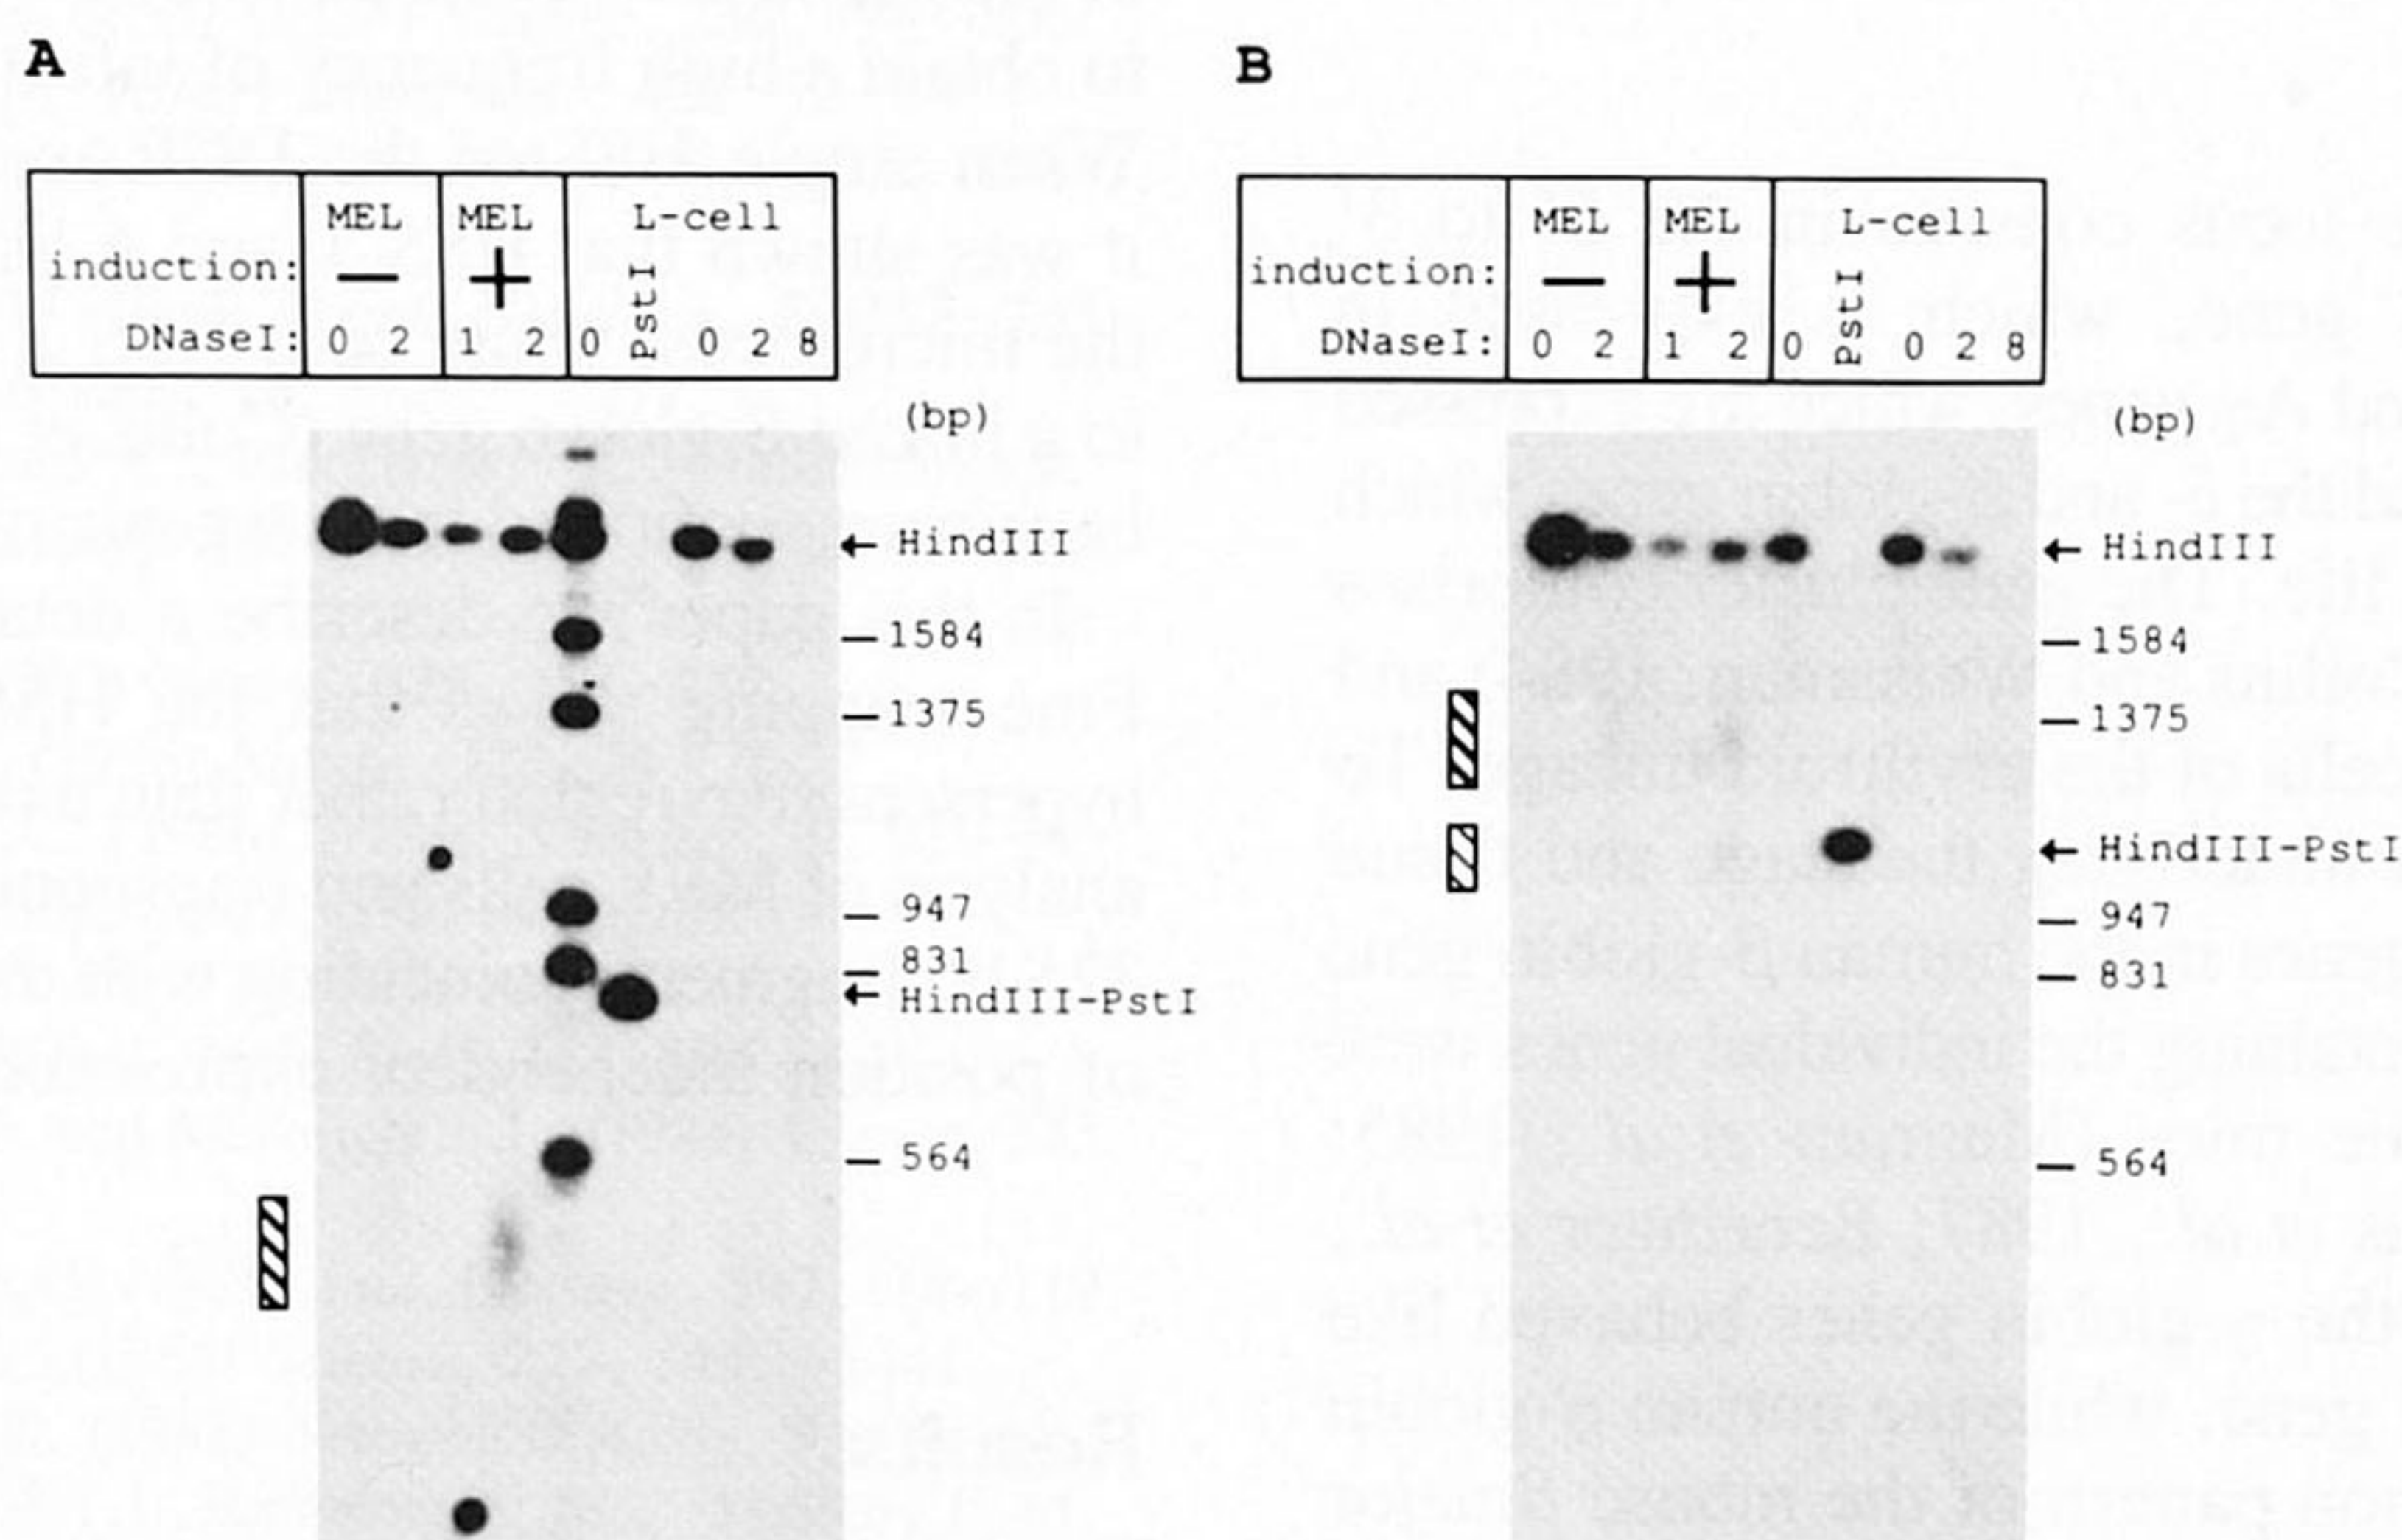 A
MEL MEL L-cell
induction: − + PstI
DNaseI: 0 2 1 2 0 0 2 8
(bp)
← HindIII
— 1584
— 1375
— 947
— 831
← HindIII-PstI
— 564
B
MEL MEL L-cell
induction: − + PstI
DNaseI: 0 2 1 2 0 0 2 8
(bp)
← HindIII
— 1584
— 1375
← HindIII-PstI
— 947
— 831
— 564